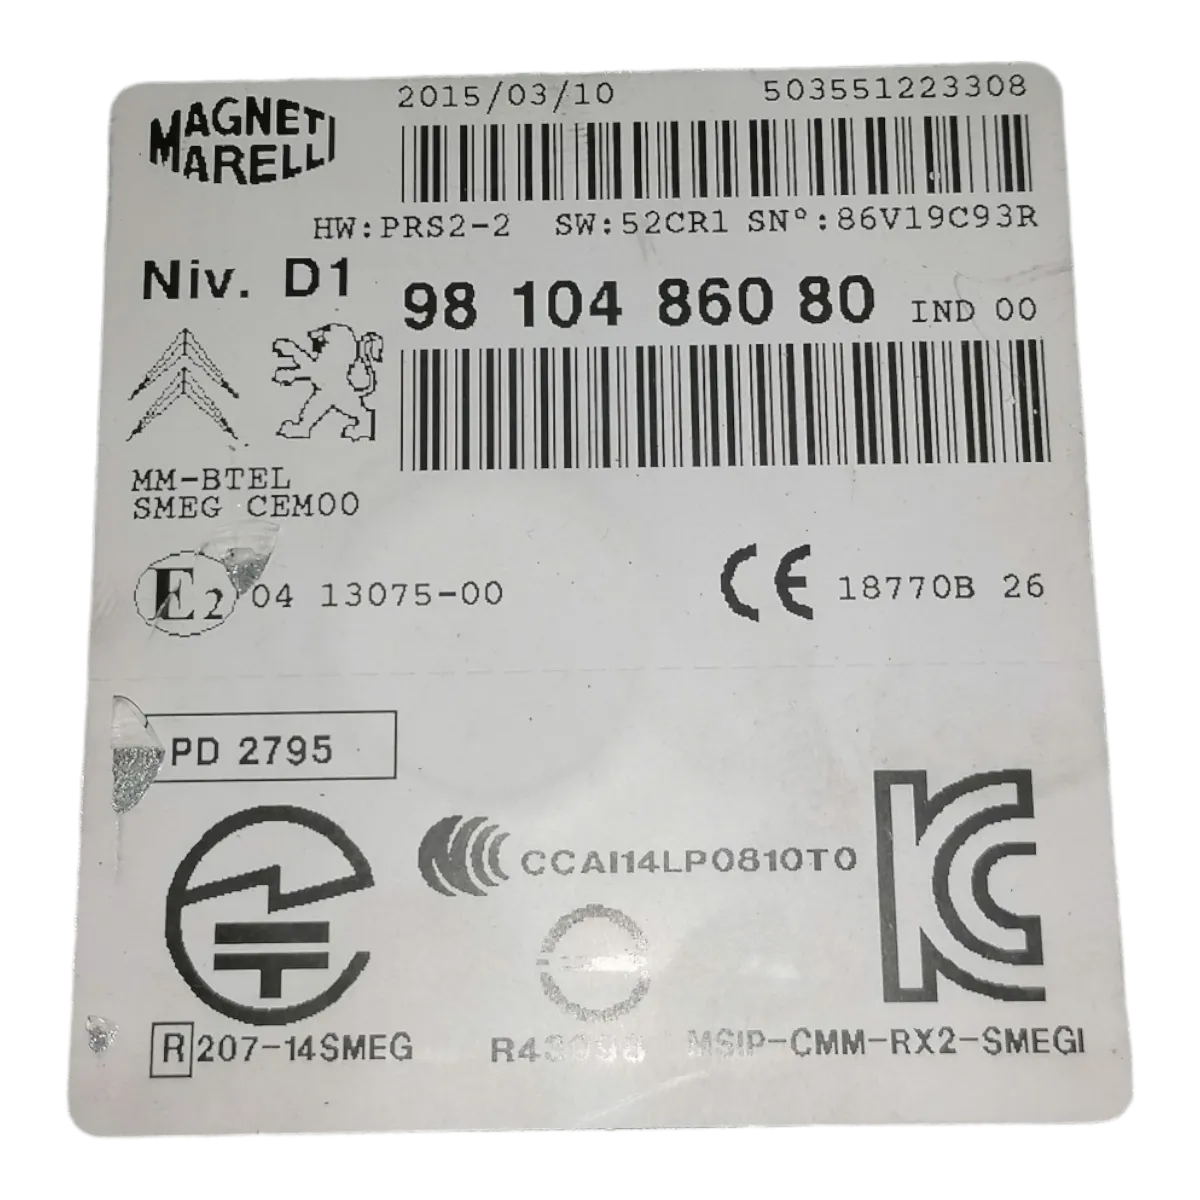 MAGNETI
MARELLI
2015/03/10 503551223308
HW:PRS2-2 SW:52CR1 SN°:86V19C93R
Niv. D1
98 104 860 80 IND 00
MM-BTEL
SMEG CEM00
E2 04 13075-00
CE 18770B 26
PD 2795
CCAI14LP0810T0
KC
R 207-14SMEG
MSIP-CMM-RX2-SMEGI